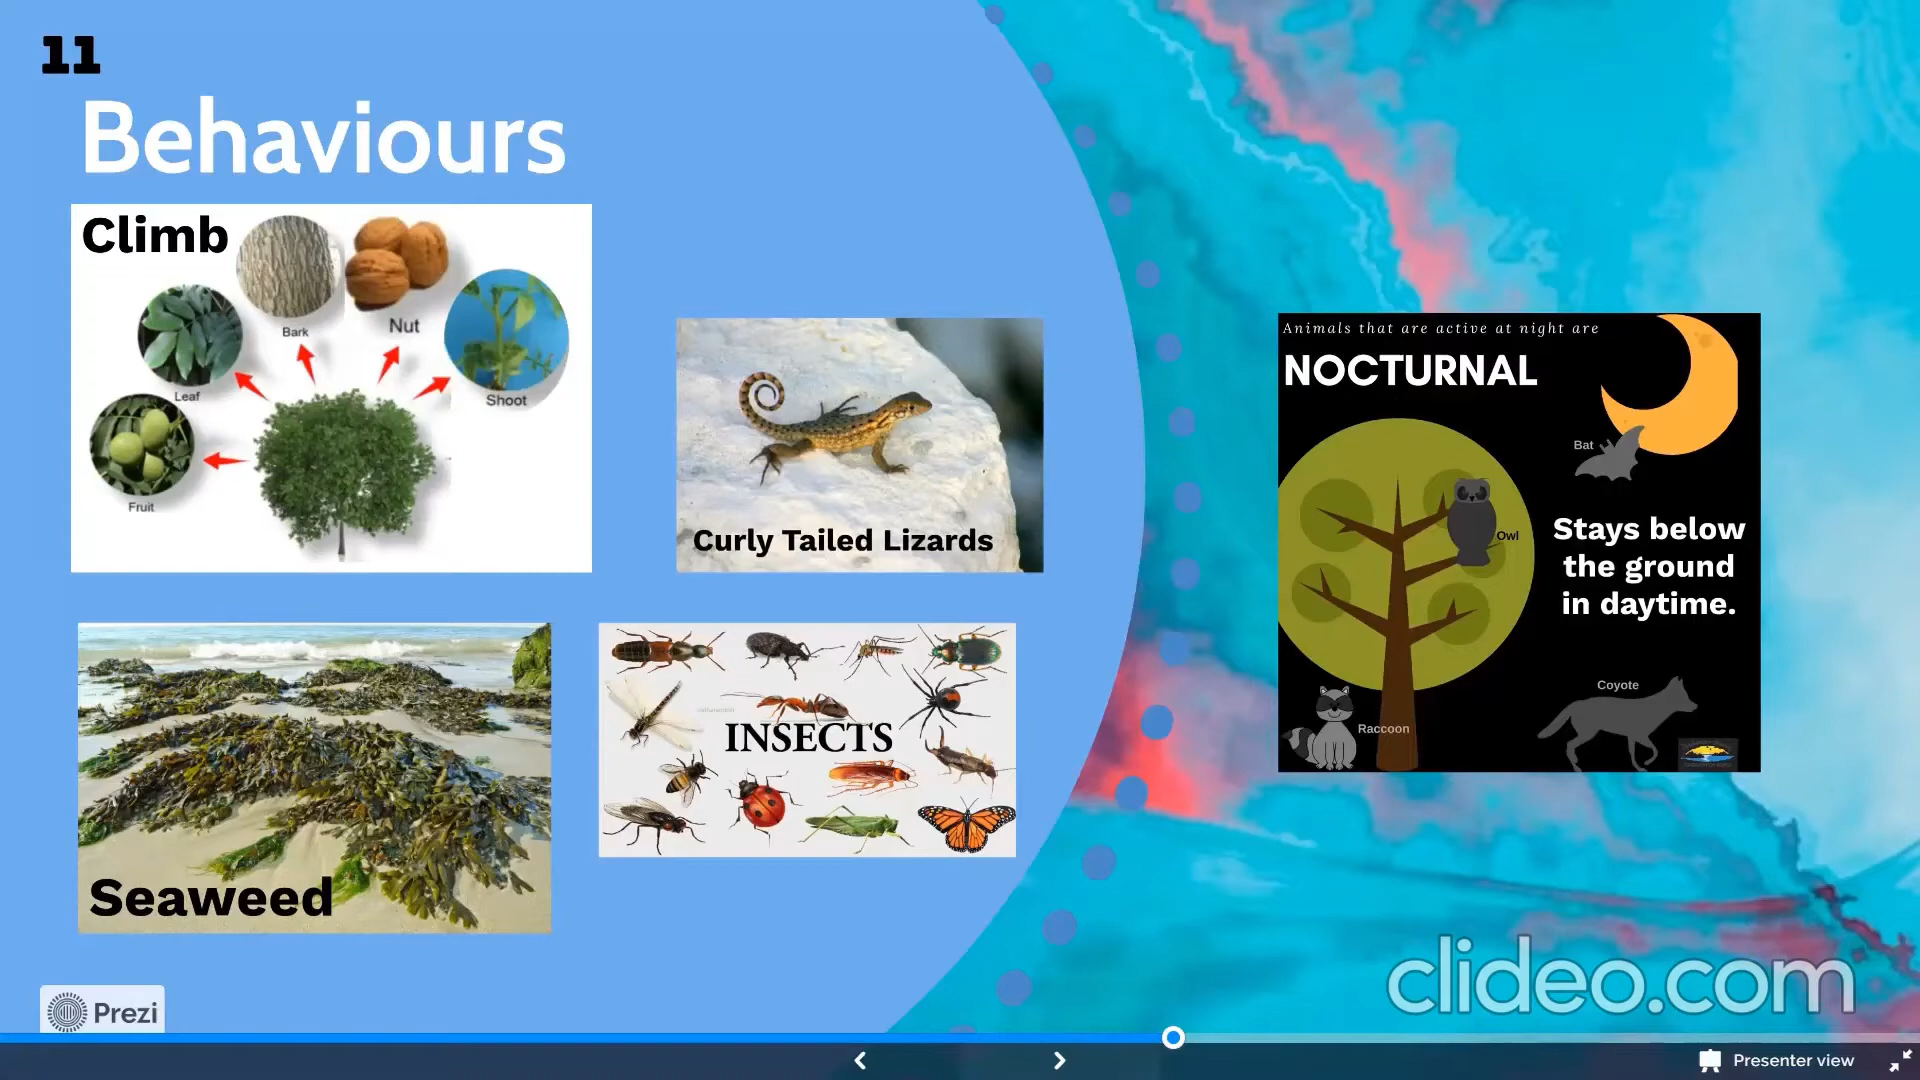 11
Behaviours
Climb
Bark
Nut
Leaf
Shoot
Fruit
Curly Tailed Lizards
Seaweed
INSECTS
Animals that are active at night are
NOCTURNAL
Bat
Owl
Stays below
the ground
in daytime.
Coyote
Raccoon
clideo.com
Prezi
Presenter view